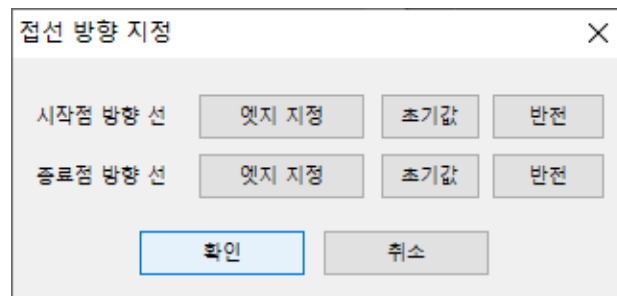 접선 방향 지정
시작점 방향 선 엣지 지정 초기값 반전
종료점 방향 선 엣지 지정 초기값 반전
확인 취소